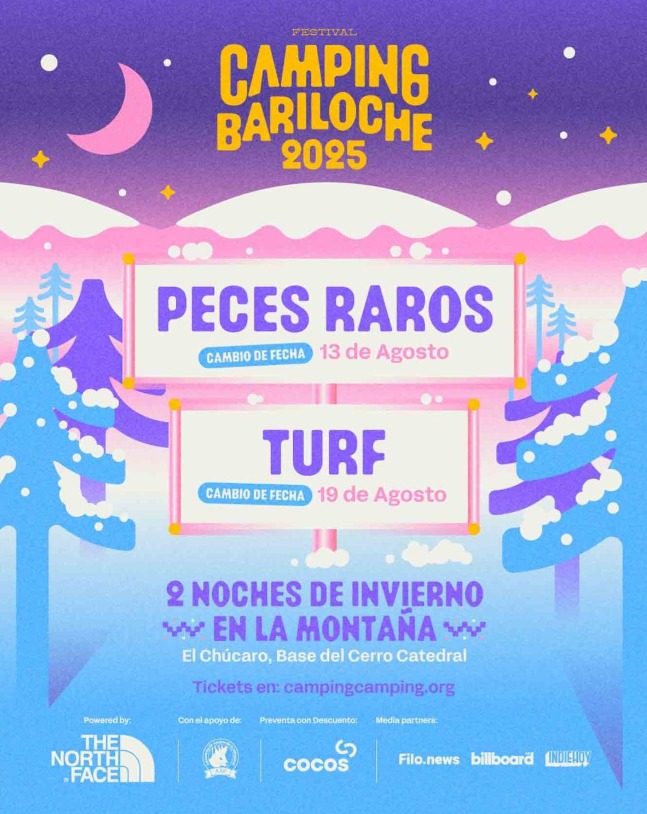 FESTIVAL
CAMPING
BARILOCHE
2025
PECES RAROS
CAMBIO DE FECHA 13 de Agosto
TURF
CAMBIO DE FECHA 19 de Agosto
2 NOCHES DE INVIERNO
EN LA MONTAÑA
El Chúcaro, Base del Cerro Catedral
Tickets en: campingcamping.org
Powered by: Con el apoyo de: Preventa con Descuento: Media partners:
THE
NORTH
FACE
cocos
Filo.news billboard INDIEHOY